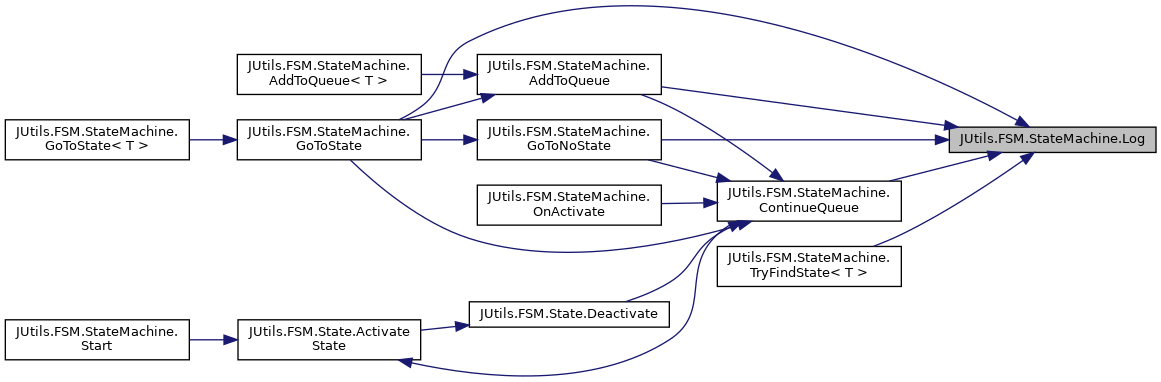 JUtils.FSM.StateMachine.
AddToQueue< T >
JUtils.FSM.StateMachine.
AddToQueue
JUtils.FSM.StateMachine.
GoToState< T >
JUtils.FSM.StateMachine.
GoToState
JUtils.FSM.StateMachine.
GoToNoState
JUtils.FSM.StateMachine.Log
JUtils.FSM.StateMachine.
OnActivate
JUtils.FSM.StateMachine.
ContinueQueue
JUtils.FSM.StateMachine.
TryFindState< T >
JUtils.FSM.State.Deactivate
JUtils.FSM.StateMachine.
Start
JUtils.FSM.State.Activate
State